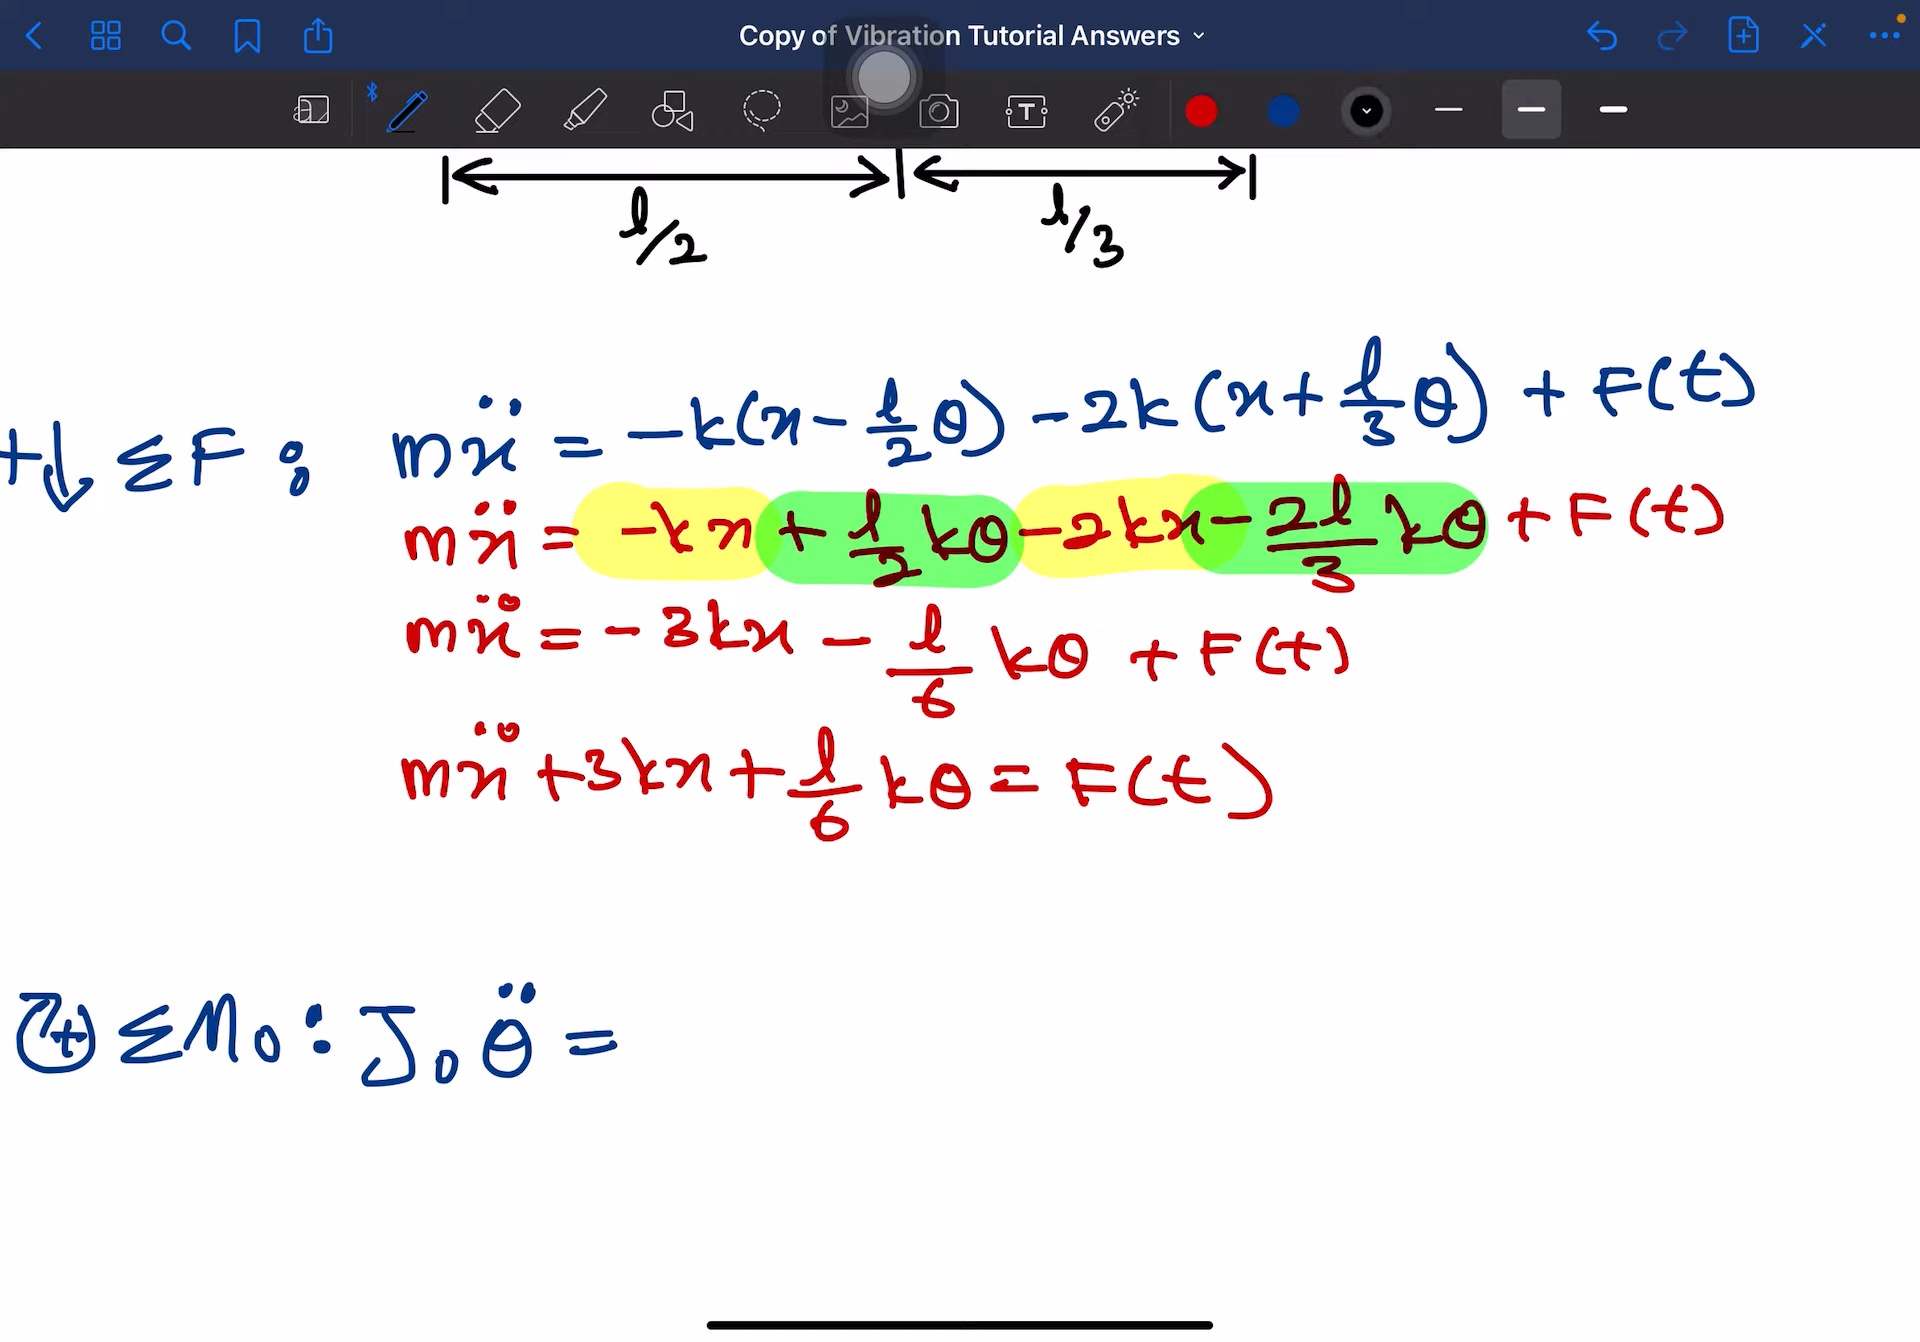 Copy of Vibration Tutorial Answers
T
l/2 l/3
+↓ ΣF : mẍ = -k(x - l/2 θ) - 2k(x + l/3 θ) + F(t)
mẍ = -kx + l/2 kθ - 2kx - 2l/3 kθ + F(t)
mẍ = -3kx - l/6 kθ + F(t)
mẍ + 3kx + l/6 kθ = F(t)
↻+ ΣM₀ : J₀ θ̈ =